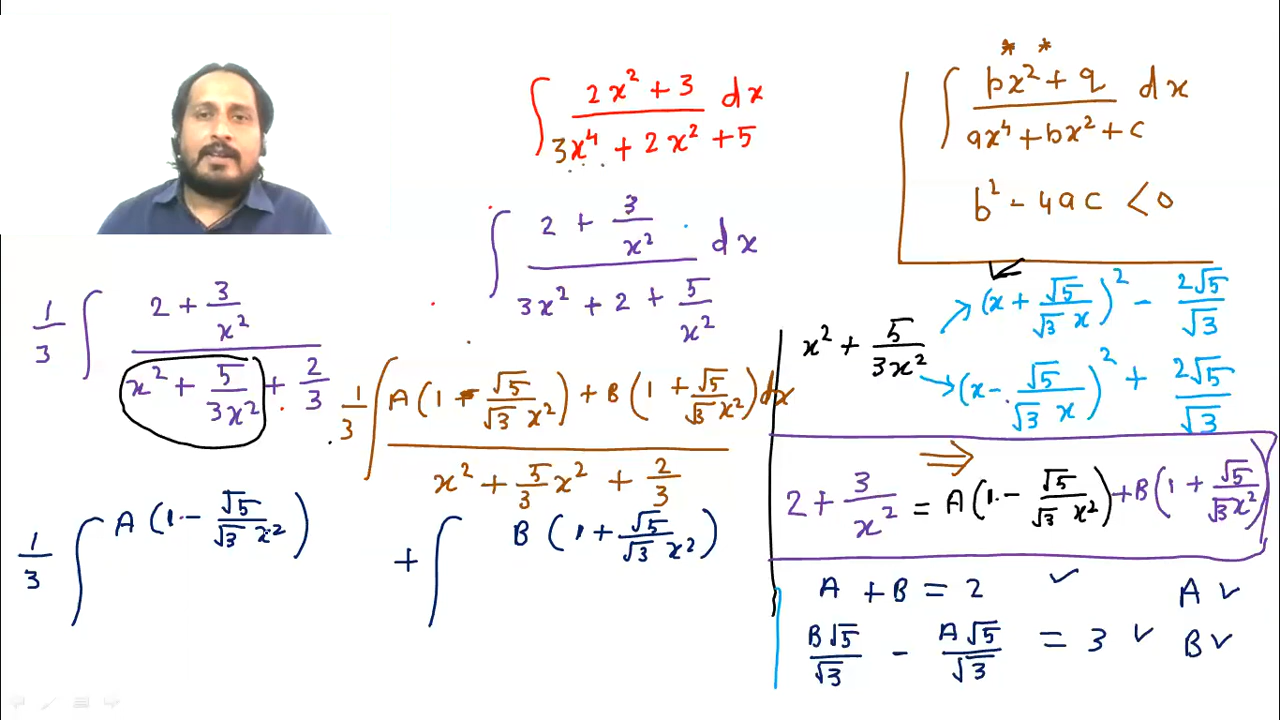 ∫ (2x² + 3)/(3x⁴ + 2x² + 5) dx
∫ (2 + 3/x²)/(3x² + 2 + 5/x²) dx
* *
∫ (px² + q)/(ax⁴ + bx² + c) dx
b² - 4ac < 0
1/3 ∫ (2 + 3/x²)/(x² + 5/3x² + 2/3)
1/3 ∫ (A(1 - √5/√3 x²) + B(1 + √5/√3 x²))dx/(x² + 5/3 x² + 2/3)
1/3 ∫ A(1 - √5/√3 x²) + ∫ B(1 + √5/√3 x²)
x² + 5/3x²
→ (x + √5/√3 x)² - 2√5/√3
→ (x - √5/√3 x)² + 2√5/√3
⇒
2 + 3/x² = A(1 - √5/√3 x²) + B(1 + √5/√3x²)
A + B = 2 ✓ A ✓
B√5/√3 - A√5/√3 = 3 ✓ B ✓